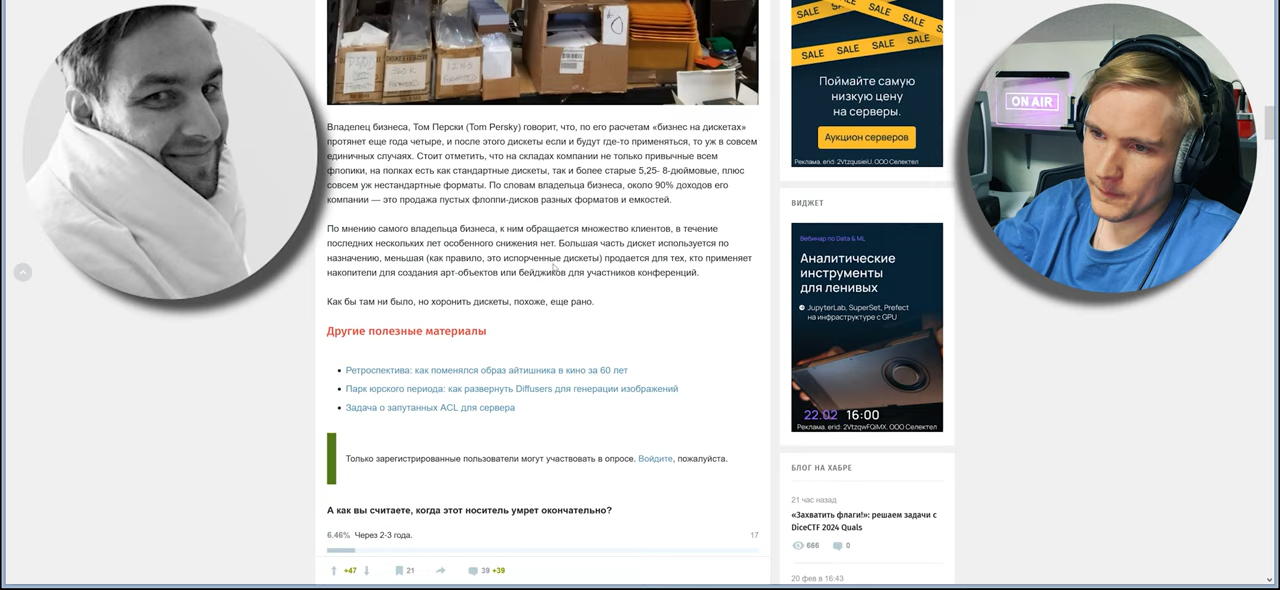 Владелец бизнеса, Том Перски (Tom Persky) говорит, что, по его расчетам «бизнес на дискетах»
протянет еще года четыре, и после этого дискеты если и будут где-то применяться, то уж в совсем
единичных случаях. Стоит отметить, что на складах компании не только привычные всем
флопики, на полках есть как стандартные дискеты, так и более старые 5,25- 8-дюймовые, плюс
совсем уж нестандартные форматы. По словам владельца бизнеса, около 90% доходов его
компании — это продажа пустых флоппи-дисков разных форматов и емкостей.
По мнению самого владельца бизнеса, к ним обращается множество клиентов, в течение
последних нескольких лет особенного снижения нет. Большая часть дискет используется по
назначению, меньшая (как правило, это испорченные дискеты) продается для тех, кто применяет
накопители для создания арт-объектов или бейджиков для участников конференций.
Как бы там ни было, но хоронить дискеты, похоже, еще рано.
Другие полезные материалы
Ретроспектива: как поменялся образ айтишника в кино за 60 лет
Парк юрского периода: как развернуть Diffusers для генерации изображений
Задача о запутанных ACL для сервера
Только зарегистрированные пользователи могут участвовать в опросе. Войдите, пожалуйста.
А как вы считаете, когда этот носитель умрет окончательно?
6.46% Через 2-3 года. 17
+47 21 39 +39
SALE SALE SALE SALE
SALE SALE SALE SALE
Поймайте самую
низкую цену
на серверы.
Аукцион серверов
Реклама. erid: 2VtzqusieiU. ООО Селектел
ВИДЖЕТ
Вебинар по Data & ML
Аналитические
инструменты
для ленивых
JupyterLab, SuperSet, Prefect
на инфраструктуре с GPU
22.02 16:00
Реклама. erid: 2VtzqwFQiMX. ООО Селектел
БЛОГ НА ХАБРЕ
21 час назад
«Захватить флаги!»: решаем задачи с
DiceCTF 2024 Quals
666 0
20 фев в 16:43
ON AIR